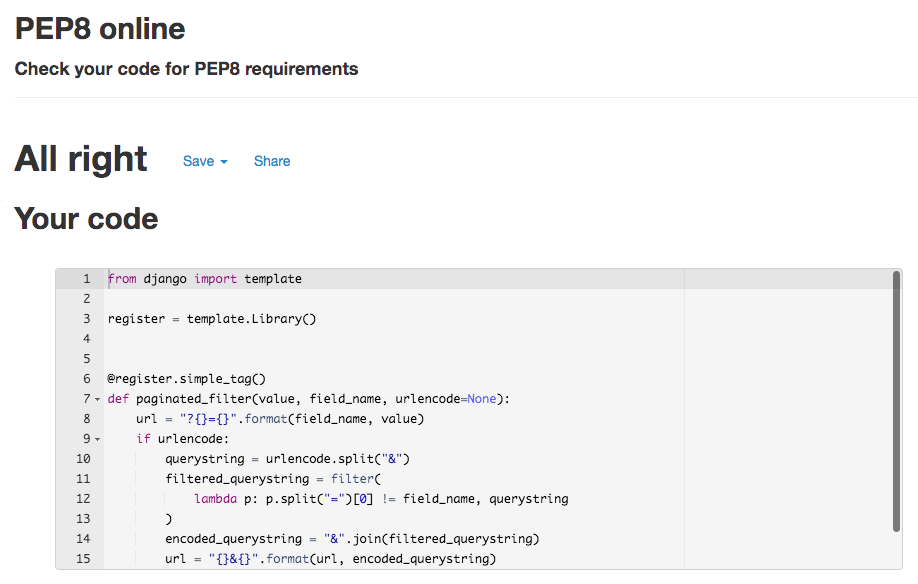 PEP8 online
Check your code for PEP8 requirements
All right Save Share
Your code
1 from django import template
2
3 register = template.Library()
4
5
6 @register.simple_tag()
7 def paginated_filter(value, field_name, urlencode=None):
8     url = "?{}={}".format(field_name, value)
9     if urlencode:
10         querystring = urlencode.split("&")
11         filtered_querystring = filter(
12             lambda p: p.split("=")[0] != field_name, querystring
13         )
14         encoded_querystring = "&".join(filtered_querystring)
15         url = "{}&{}".format(url, encoded_querystring)